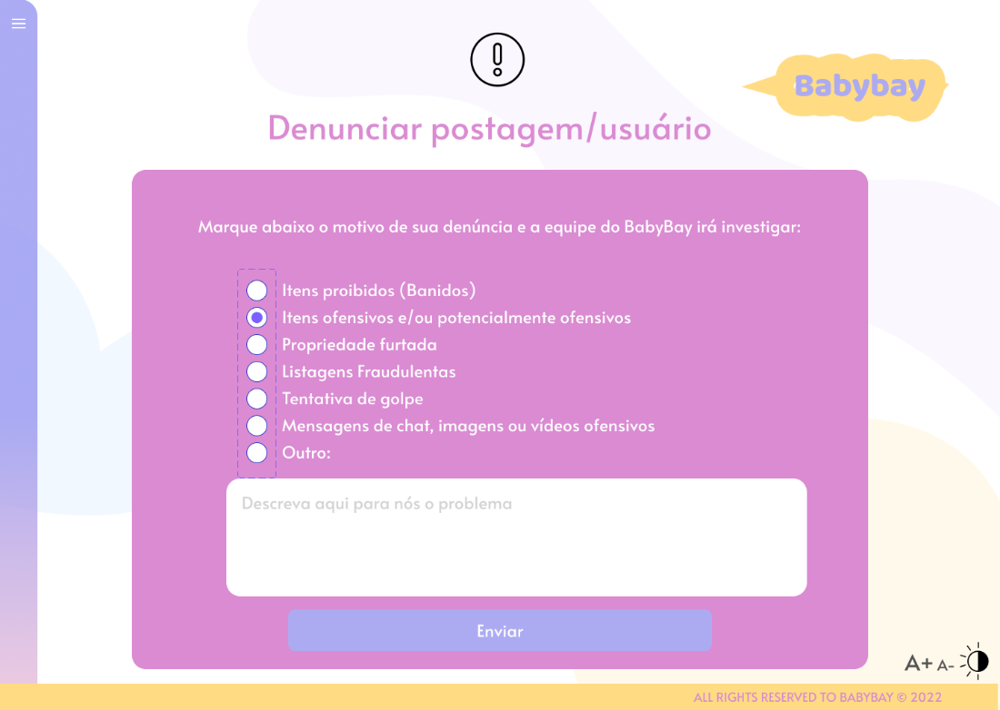 Babybay
Denunciar postagem/usuário
Marque abaixo o motivo de sua denúncia e a equipe do BabyBay irá investigar:
Itens proibidos (Banidos)
Itens ofensivos e/ou potencialmente ofensivos
Propriedade furtada
Listagens Fraudulentas
Tentativa de golpe
Mensagens de chat, imagens ou vídeos ofensivos
Outro:
Descreva aqui para nós o problema
Enviar
A+ A-
ALL RIGHTS RESERVED TO BABYBAY © 2022